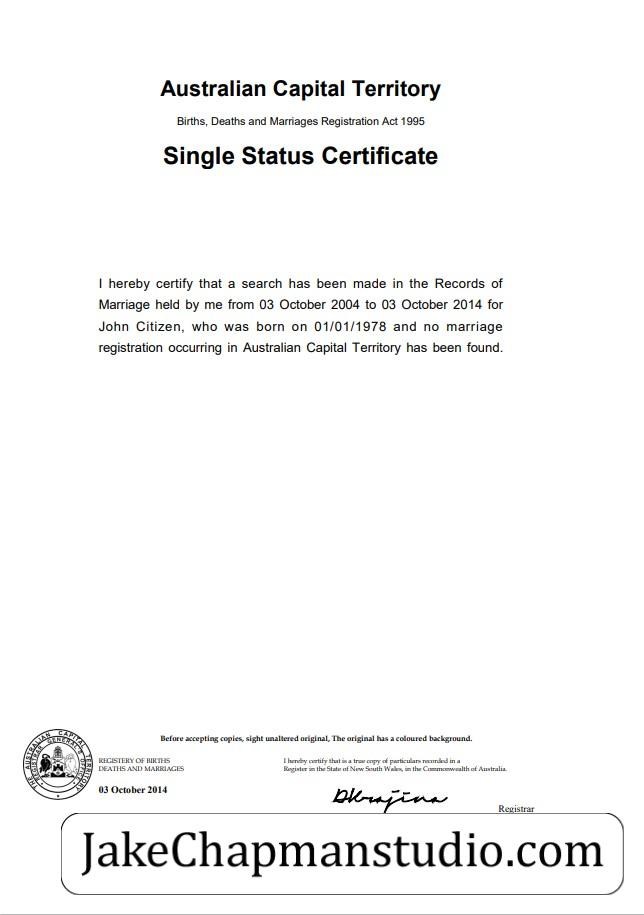 Australian Capital Territory
Births, Deaths and Marriages Registration Act 1995
Single Status Certificate
I hereby certify that a search has been made in the Records of
Marriage held by me from 03 October 2004 to 03 October 2014 for
John Citizen, who was born on 01/01/1978 and no marriage
registration occurring in Australian Capital Territory has been found.
Before accepting copies, sight unaltered original, The original has a coloured background.
THE REGISTRAR GENERAL'S OFFICE
AUSTRALIAN CAPITAL TERRITORY
REGISTERY OF BIRTHS
DEATHS AND MARRIAGES
03 October 2014
I hereby certify that is a true copy of particulars recorded in a
Register in the State of New South Wales, in the Commonwealth of Australia.
Registrar
JakeChapmanstudio.com